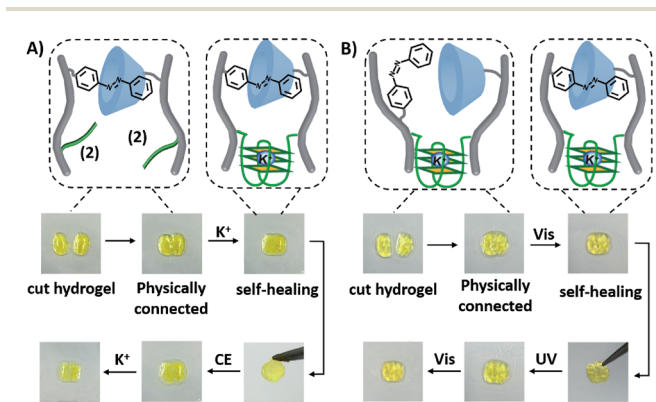 A)
N=N
(2)
(2)
K⁺
B)
N=N
K⁺
N=N
K⁺
K⁺
cut hydrogel
Physically connected
self-healing
Vis
cut hydrogel
Physically connected
self-healing
K⁺
CE
Vis
UV